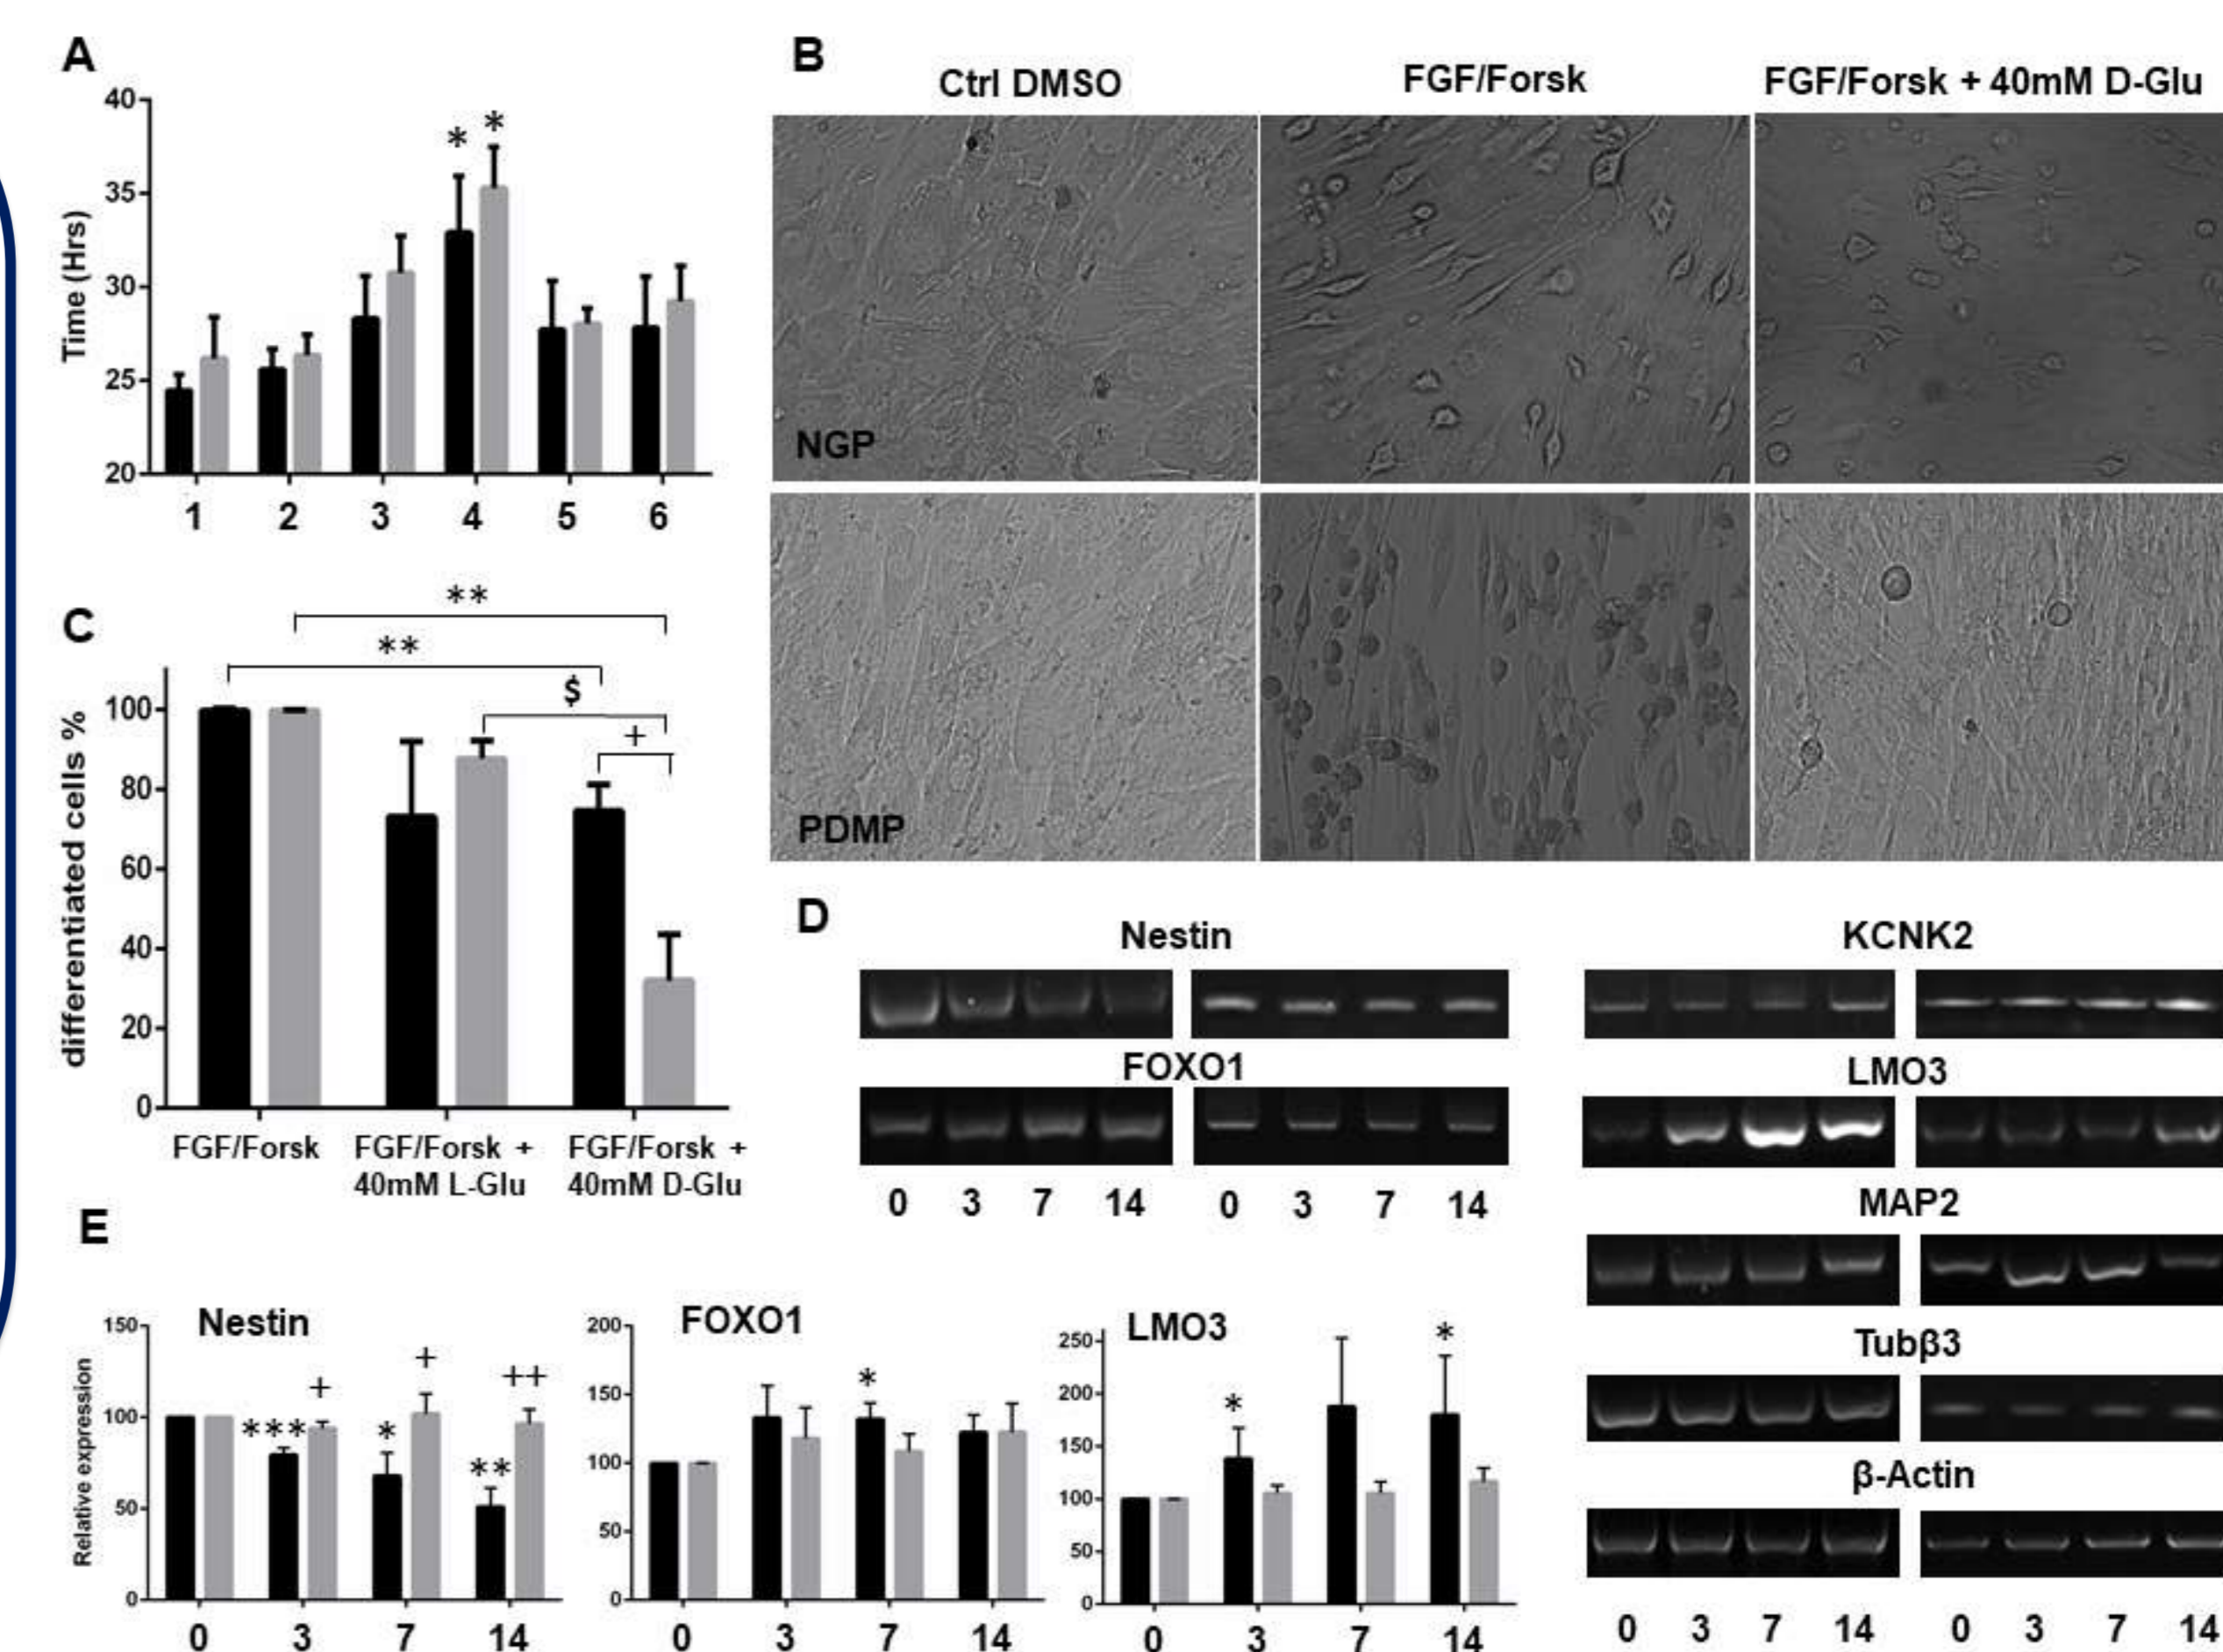 A
40
35
30
25
20
Time (Hrs)
* *
1 2 3 4 5 6
B
Ctrl DMSO FGF/Forsk FGF/Forsk + 40mM D-Glu
NGP
PDMP
C
**
**
$
+
100
80
60
40
20
0
differentiated cells %
FGF/Forsk
FGF/Forsk +
40mM L-Glu
FGF/Forsk +
40mM D-Glu
D
Nestin
FOXO1
0 3 7 14 0 3 7 14
KCNK2
LMO3
MAP2
Tubβ3
β-Actin
0 3 7 14 0 3 7 14
E
Relative expression
Nestin
150
100
50
0
*** + * + ** ++
0 3 7 14
FOXO1
200
150
100
50
0
*
0 3 7 14
LMO3
250
200
150
100
50
0
* *
0 3 7 14